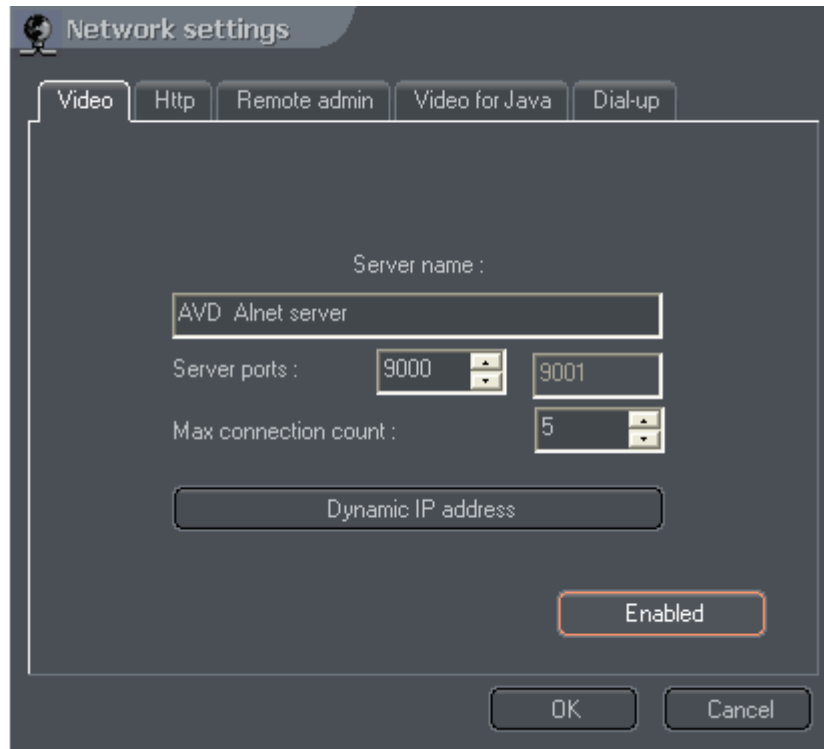 Network settings
Video Http Remote admin Video for Java Dial-up
Server name :
AVD Alnet server
Server ports : 9000 9001
Max connection count : 5
Dynamic IP address
Enabled
OK Cancel